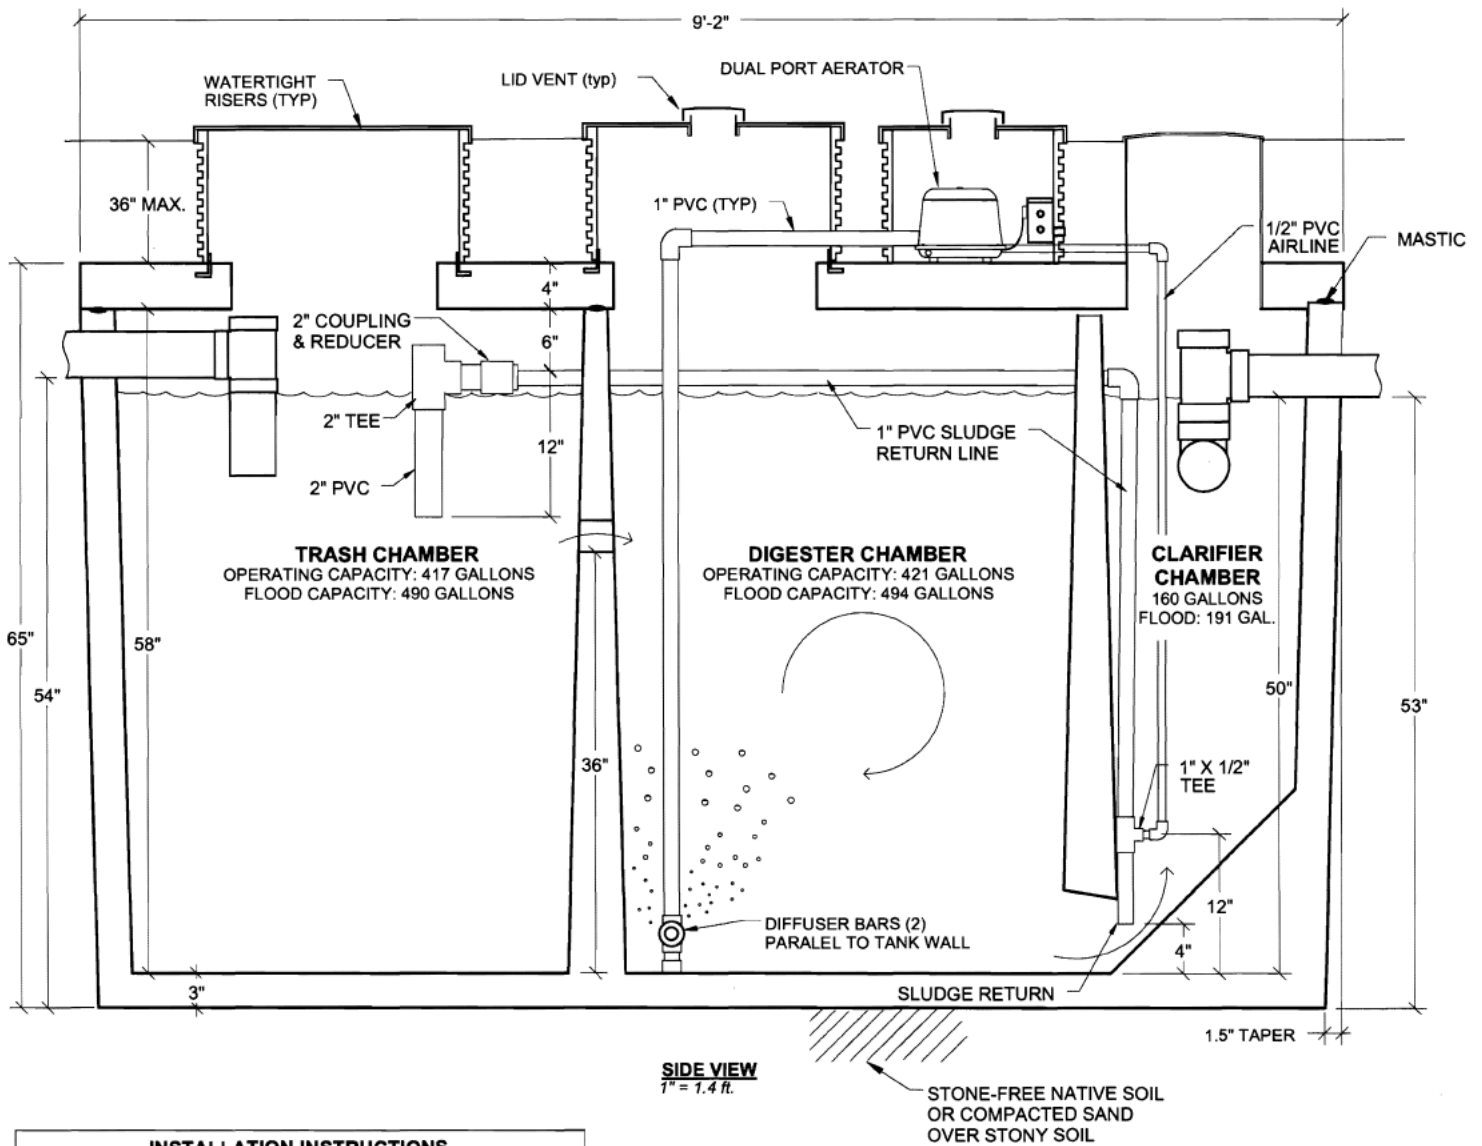 9'-2"
WATERTIGHT
RISERS (TYP)
LID VENT (typ)
DUAL PORT AERATOR
36" MAX.
1" PVC (TYP)
1/2" PVC
AIRLINE
MASTIC
4"
2" COUPLING
& REDUCER
6"
2" TEE
12"
1" PVC SLUDGE
RETURN LINE
2" PVC
TRASH CHAMBER
OPERATING CAPACITY: 417 GALLONS
FLOOD CAPACITY: 490 GALLONS
DIGESTER CHAMBER
OPERATING CAPACITY: 421 GALLONS
FLOOD CAPACITY: 494 GALLONS
CLARIFIER
CHAMBER
160 GALLONS
FLOOD: 191 GAL.
65"
58"
54"
50"
53"
36"
1" X 1/2"
TEE
12"
DIFFUSER BARS (2)
PARALEL TO TANK WALL
4"
3"
SLUDGE RETURN
1.5" TAPER
SIDE VIEW
1" = 1.4 ft.
STONE-FREE NATIVE SOIL
OR COMPACTED SAND
OVER STONY SOIL
INSTALLATION INSTRUCTIONS